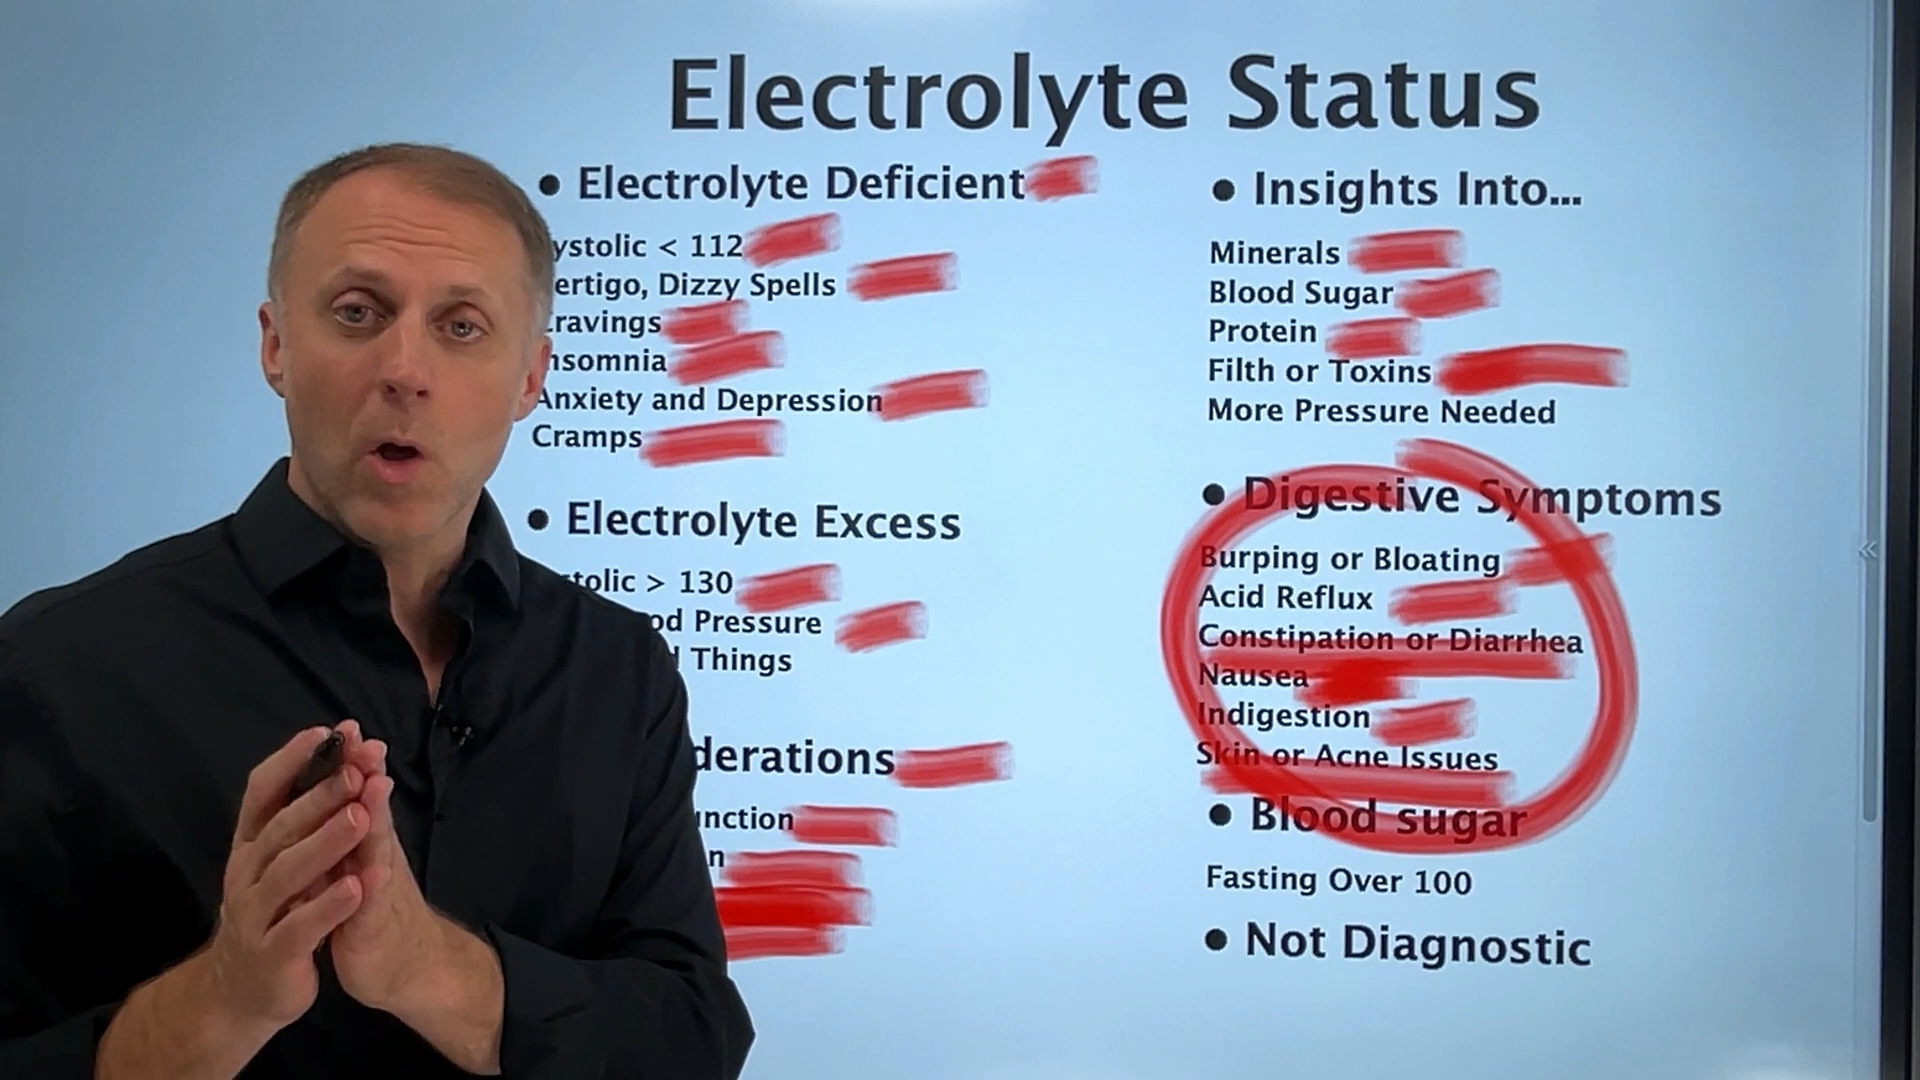 Electrolyte Status
● Electrolyte Deficient
ystolic < 112
ertigo, Dizzy Spells
ravings
nsomnia
Anxiety and Depression
Cramps
● Electrolyte Excess
tolic > 130
od Pressure
Things
derations
nction
n
● Insights Into...
Minerals
Blood Sugar
Protein
Filth or Toxins
More Pressure Needed
● Digestive Symptoms
Burping or Bloating
Acid Reflux
Constipation or Diarrhea
Nausea
Indigestion
Skin or Acne Issues
● Blood sugar
Fasting Over 100
● Not Diagnostic